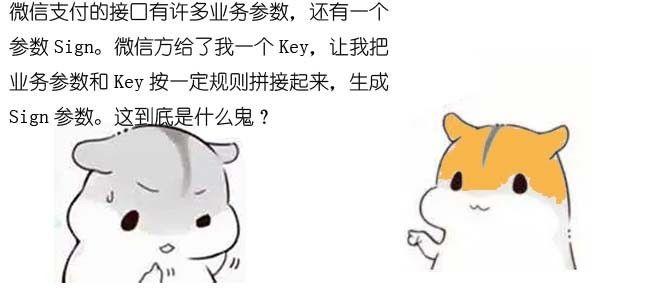 微信支付的接口有许多业务参数，还有一个
参数 Sign。微信方给了我一个 Key，让我把
业务参数和 Key 按一定规则拼接起来，生成
Sign 参数。这到底是什么鬼？